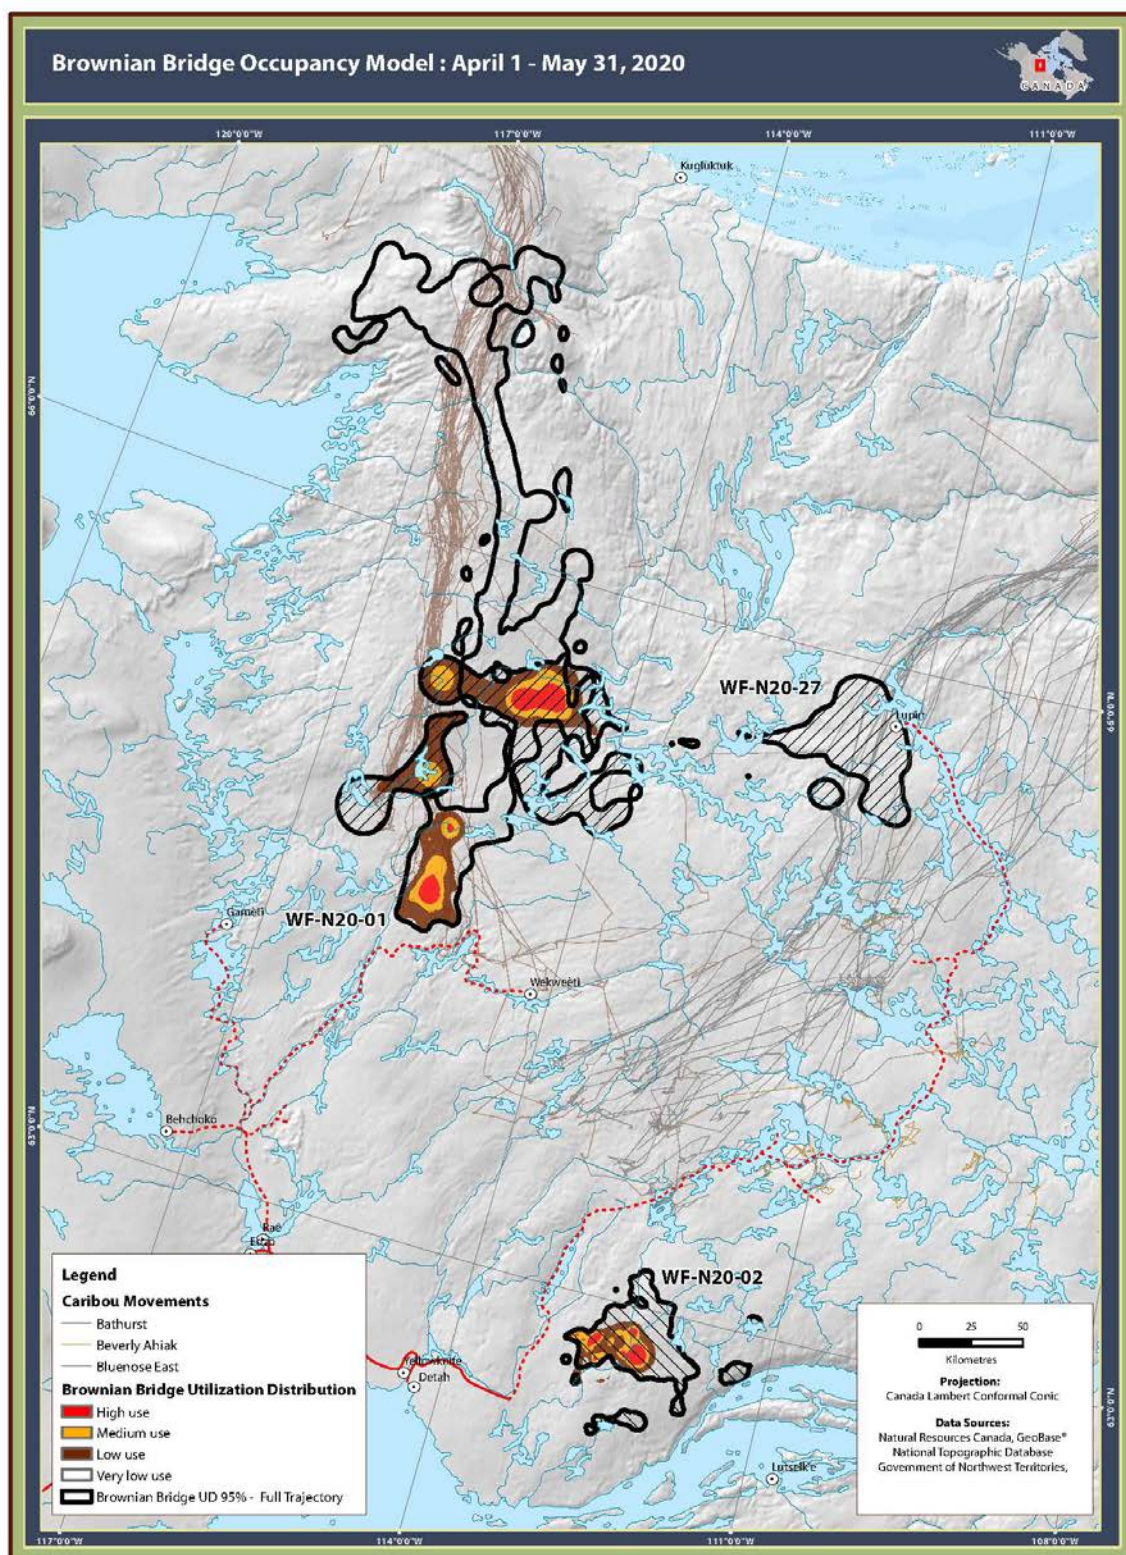 Brownian Bridge Occupancy Model : April 1 - May 31, 2020
CANADA
120°0'0"W
117°0'0"W
114°0'0"W
111°0'0"W
Kugluktuk
66°0'0"N
WF-N20-27
Lupin
WF-N20-01
Gamètì
Wekweètì
63°0'0"N
Behchoko
Rae
Edzo
WF-N20-02
Yellowknife
Detah
Lutselk'e
63°0'0"N
Legend
Caribou Movements
Bathurst
Beverly Ahiak
Bluenose East
Brownian Bridge Utilization Distribution
High use
Medium use
Low use
Very low use
Brownian Bridge UD 95% - Full Trajectory
0 25 50
Kilometres
Projection:
Canada Lambert Conformal Conic
Data Sources:
Natural Resources Canada, GeoBase®
National Topographic Database
Government of Northwest Territories,
117°0'0"W
114°0'0"W
111°0'0"W
108°0'0"W